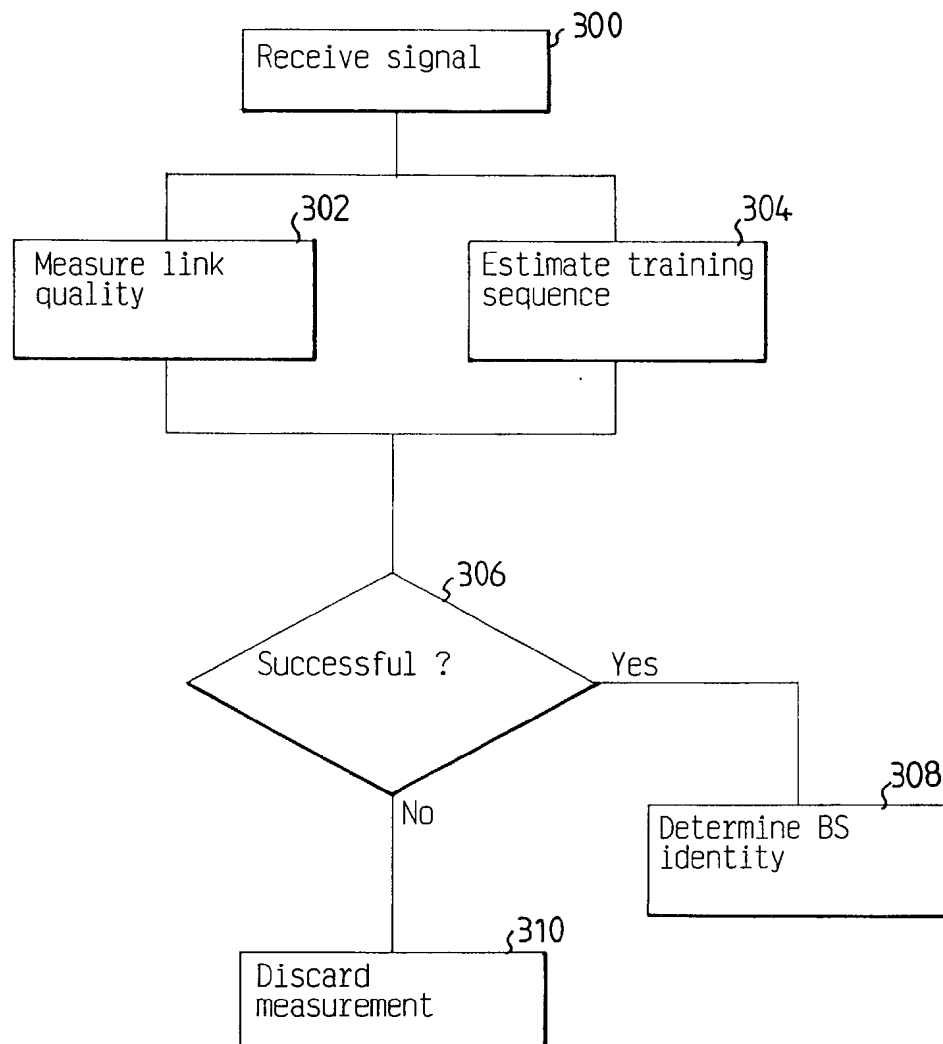 300
Receive signal
302
Measure link
quality
304
Estimate training
sequence
306
Successful ?
Yes
No
308
Determine BS
identity
310
Discard
measurement